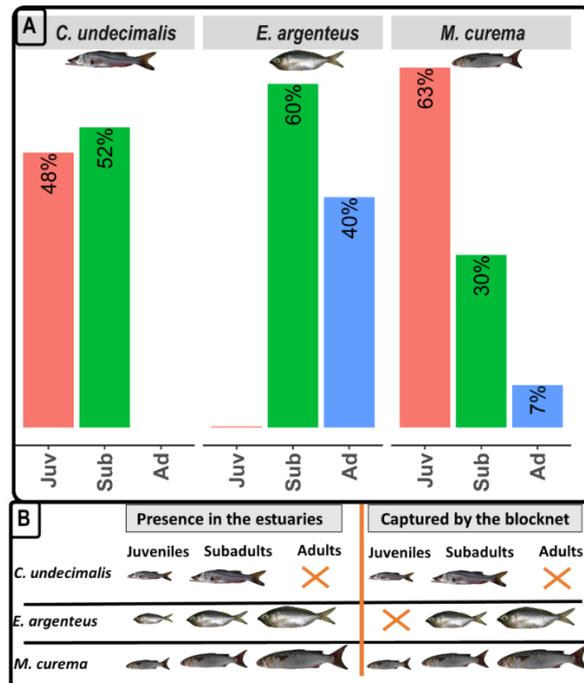 A
C. undecimalis E. argenteus M. curema
48% 52% 60% 40% 63% 30% 7%
Juv Sub Ad Juv Sub Ad Juv Sub Ad
B
Presence in the estuaries Captured by the blocknet
Juveniles Subadults Adults Juveniles Subadults Adults
C. undecimalis
E. argenteus
M. curema